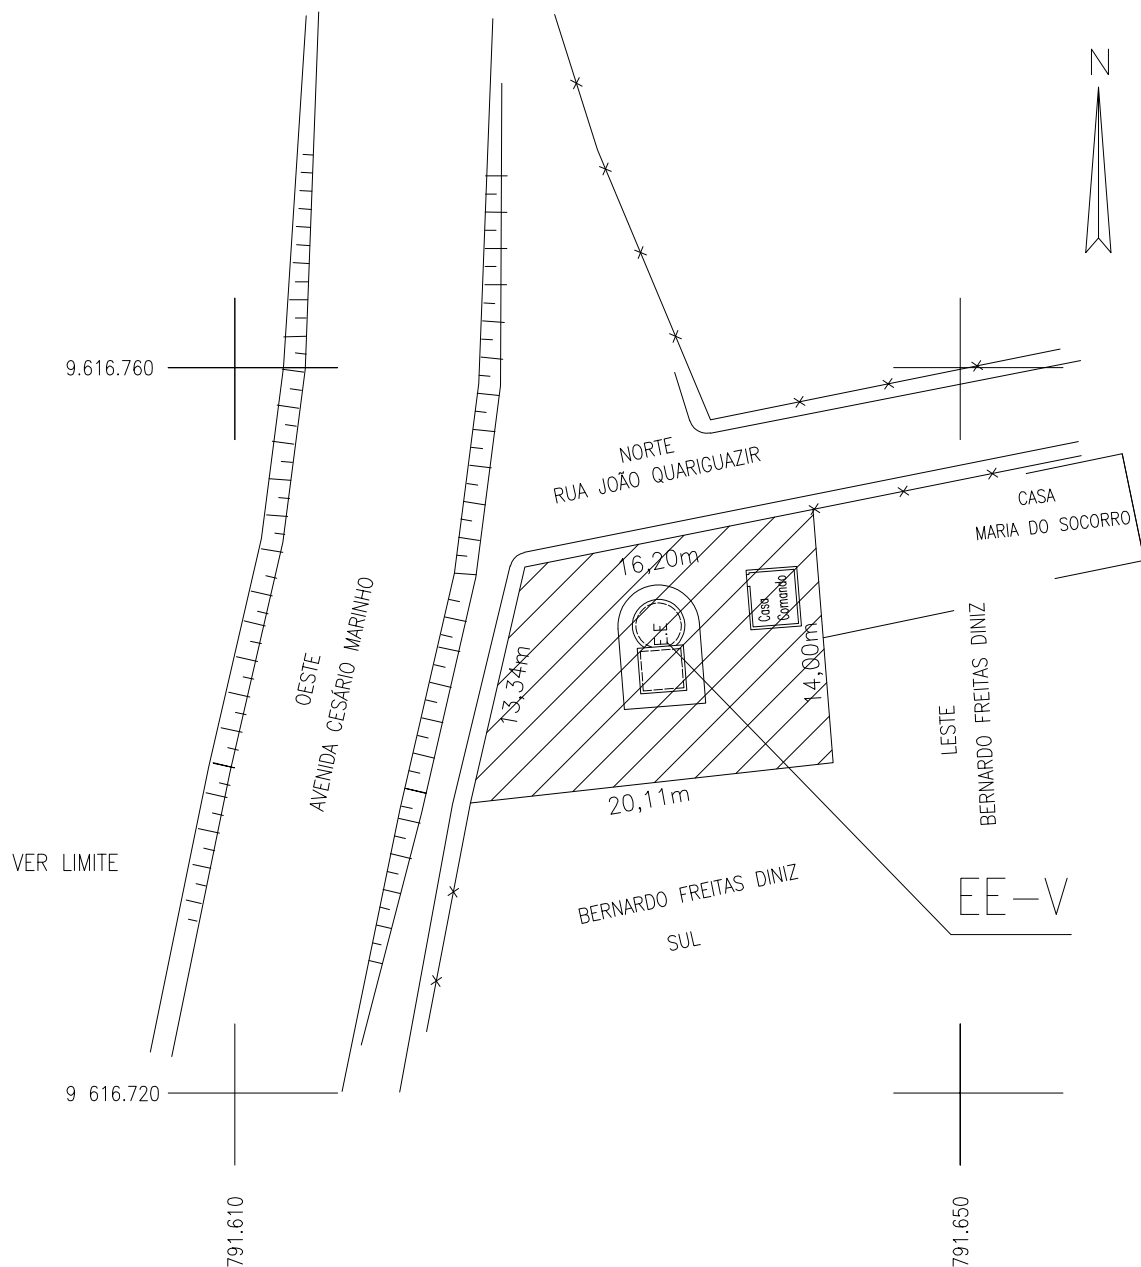 N
9.616.760
NORTE
RUA JOÃO QUARIGUAZIR
CASA
MARIA DO SOCORRO
16,20m
Casa
Comando
E.E
OESTE
AVENIDA CESÁRIO MARINHO
13,34m
14,00m
LESTE
BERNARDO FREITAS DINIZ
20,11m
VER LIMITE
BERNARDO FREITAS DINIZ
SUL
EE-V
9 616.720
791.610
791.650